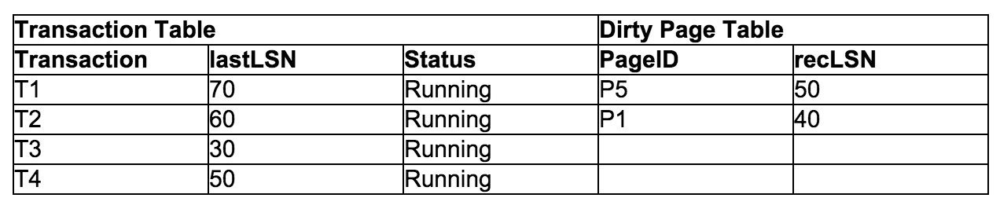 Transaction Table Dirty Page Table
Transaction lastLSN Status PageID recLSN
T1 70 Running P5 50
T2 60 Running P1 40
T3 30 Running
T4 50 Running